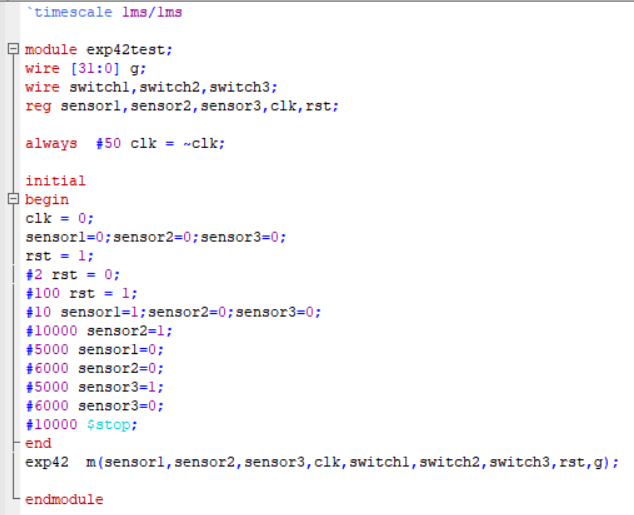 `timescale 1ms/1ms
module exp42test;
wire [31:0] g;
wire switch1,switch2,switch3;
reg sensor1,sensor2,sensor3,clk,rst;
always  #50 clk = ~clk;
initial
begin
clk = 0;
sensor1=0;sensor2=0;sensor3=0;
rst = 1;
#2 rst = 0;
#100 rst = 1;
#10 sensor1=1;sensor2=0;sensor3=0;
#10000 sensor2=1;
#5000 sensor1=0;
#6000 sensor2=0;
#5000 sensor3=1;
#6000 sensor3=0;
#10000 $stop;
end
exp42  m(sensor1,sensor2,sensor3,clk,switch1,switch2,switch3,rst,g);
endmodule